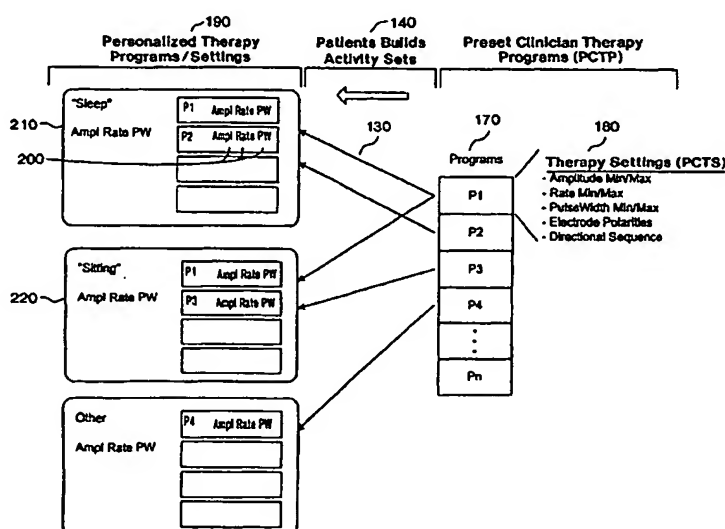 190
Personalized Therapy
Programs/Settings
140
Patients Builds
Activity Sets
Preset Clinician Therapy
Programs (PCTP)
210
"Sleep"
Ampl Rate PW
200
P1 Ampl Rate PW
P2 Ampl Rate PW
220
"Sitting"
Ampl Rate PW
P1 Ampl Rate PW
P3 Ampl Rate PW
Other
Ampl Rate PW
P4 Ampl Rate PW
130
170
Programs
P1
P2
P3
P4
Pn
180
Therapy Settings (PCTS)
- Amplitude Min/Max
- Rate Min/Max
- PulseWidth Min/Max
- Electrode Polarities
- Directional Sequence